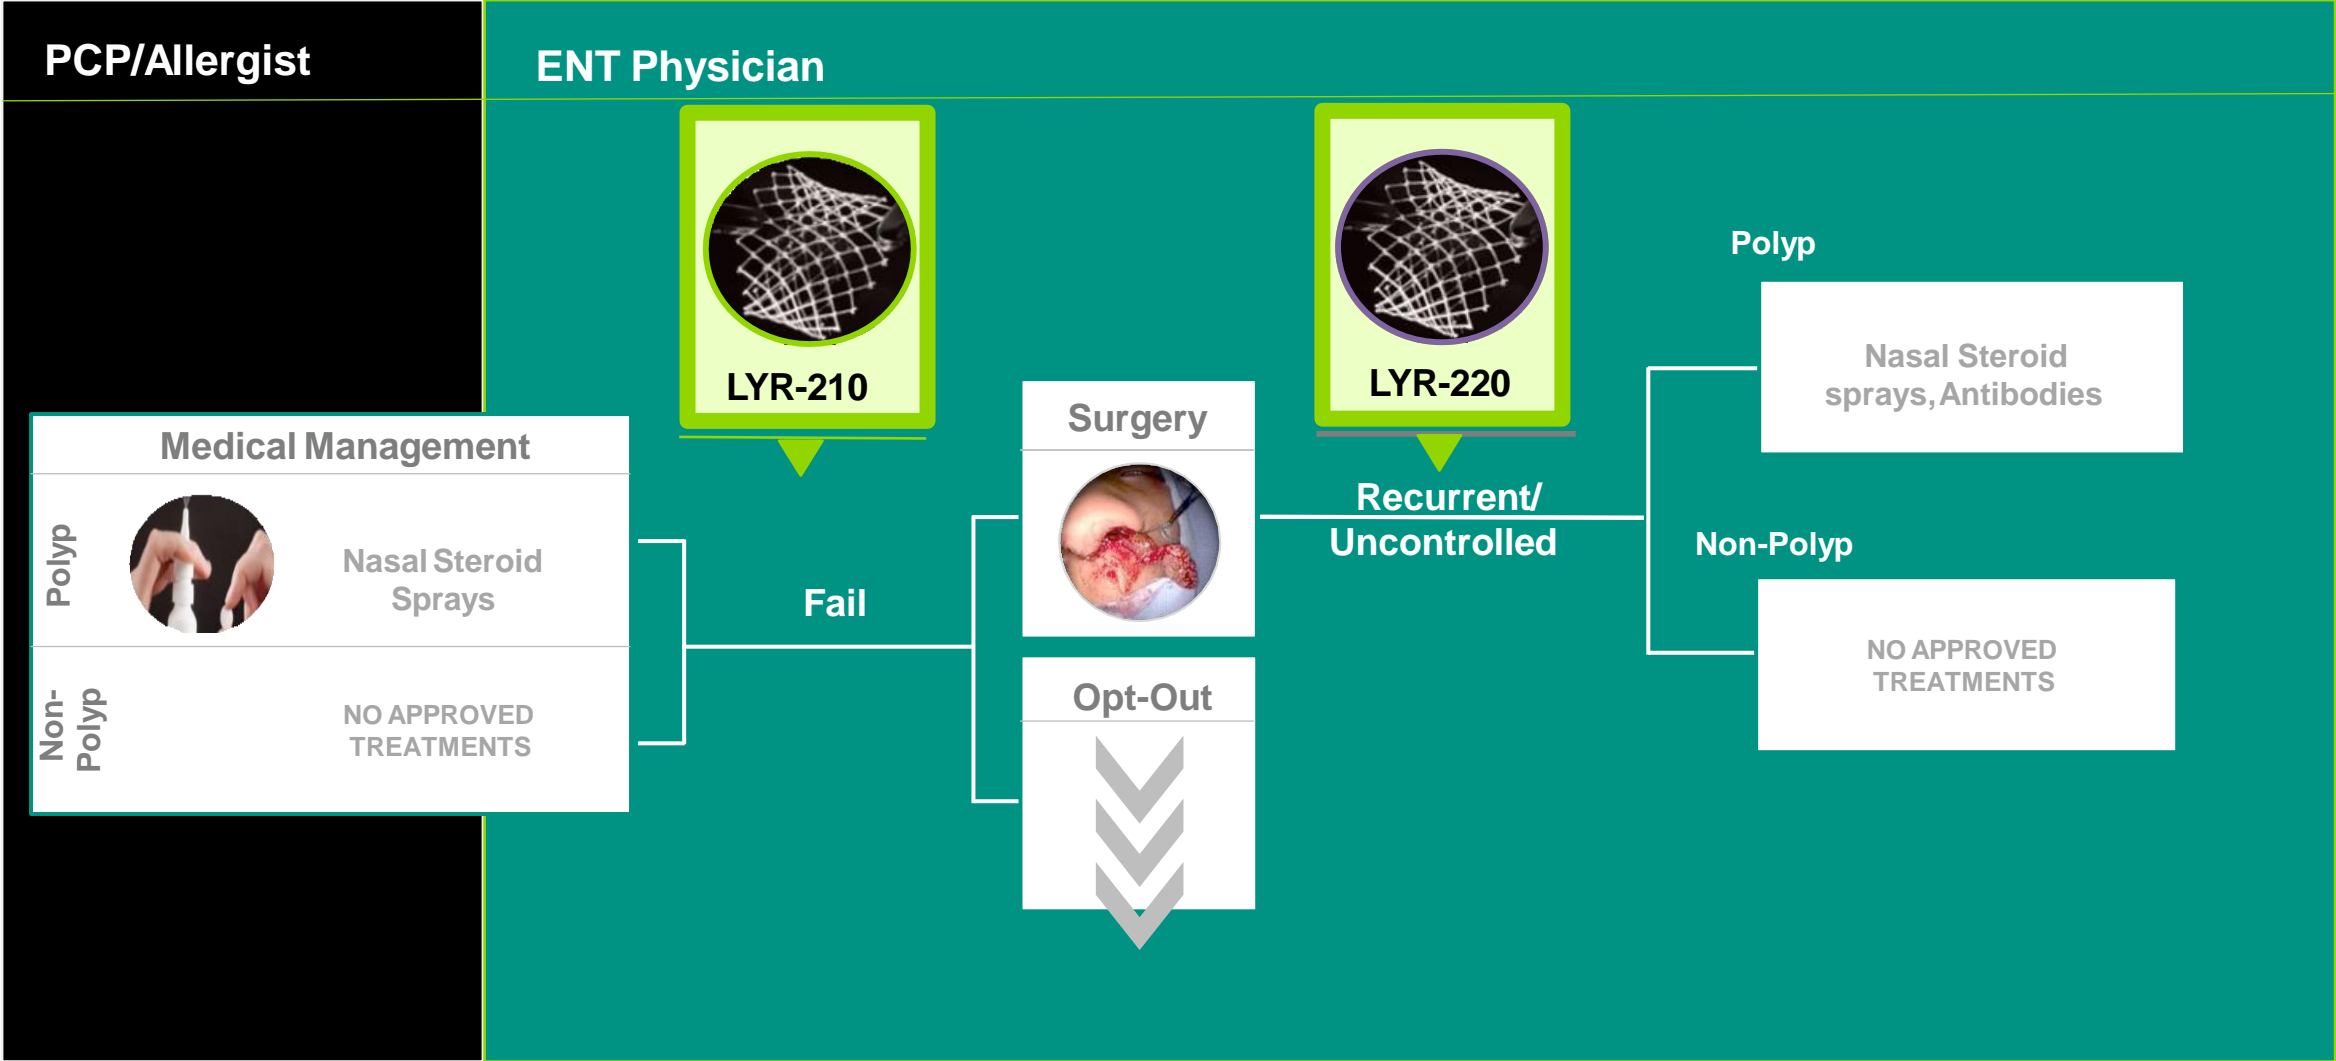 PCP/Allergist
ENT Physician
LYR-210
LYR-220
Medical Management
Polyp
Nasal Steroid
Sprays
Non-
Polyp
NO APPROVED
TREATMENTS
Fail
Surgery
Opt-Out
Recurrent/
Uncontrolled
Polyp
Nasal Steroid
sprays, Antibodies
Non-Polyp
NO APPROVED
TREATMENTS